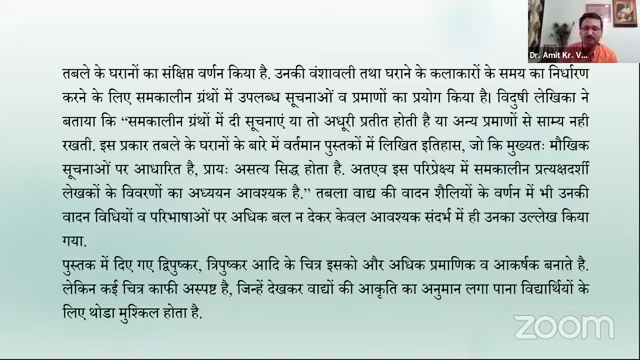 Dr. Amit Kr. V...
तबले के घरानों का संक्षिप्त वर्णन किया है. उनकी वंशावली तथा घराने के कलाकारों के समय का निर्धारण
करने के लिए समकालीन ग्रंथों में उपलब्ध सूचनाओं व प्रमाणों का प्रयोग किया है। विदुषी लेखिका ने
बताया कि “समकालीन ग्रंथों में दी सूचनाएं या तो अधूरी प्रतीत होती है या अन्य प्रमाणों से साम्य नही
रखती. इस प्रकार तबले के घरानों के बारे में वर्तमान पुस्तकों में लिखित इतिहास, जो कि मुख्यतः मौखिक
सूचनाओं पर आधारित है, प्रायः असत्य सिद्ध होता है. अतएव इस परिप्रेक्ष्य में समकालीन प्रत्यक्षदर्शी
लेखकों के विवरणों का अध्ययन आवश्यक है.” तबला वाद्य की वादन शैलियों के वर्णन में भी उनकी
वादन विधियों व परिभाषाओं पर अधिक बल न देकर केवल आवश्यक संदर्भ में ही उनका उल्लेख किया
गया.
पुस्तक में दिए गए द्विपुष्कर, त्रिपुष्कर आदि के चित्र इसको और अधिक प्रमाणिक व आकर्षक बनाते है.
लेकिन कई चित्र काफी अस्पष्ट है, जिन्हें देखकर वाद्यों की आकृति का अनुमान लगा पाना विद्यार्थियों के
लिए थोडा मुश्किल होता है.
zoom